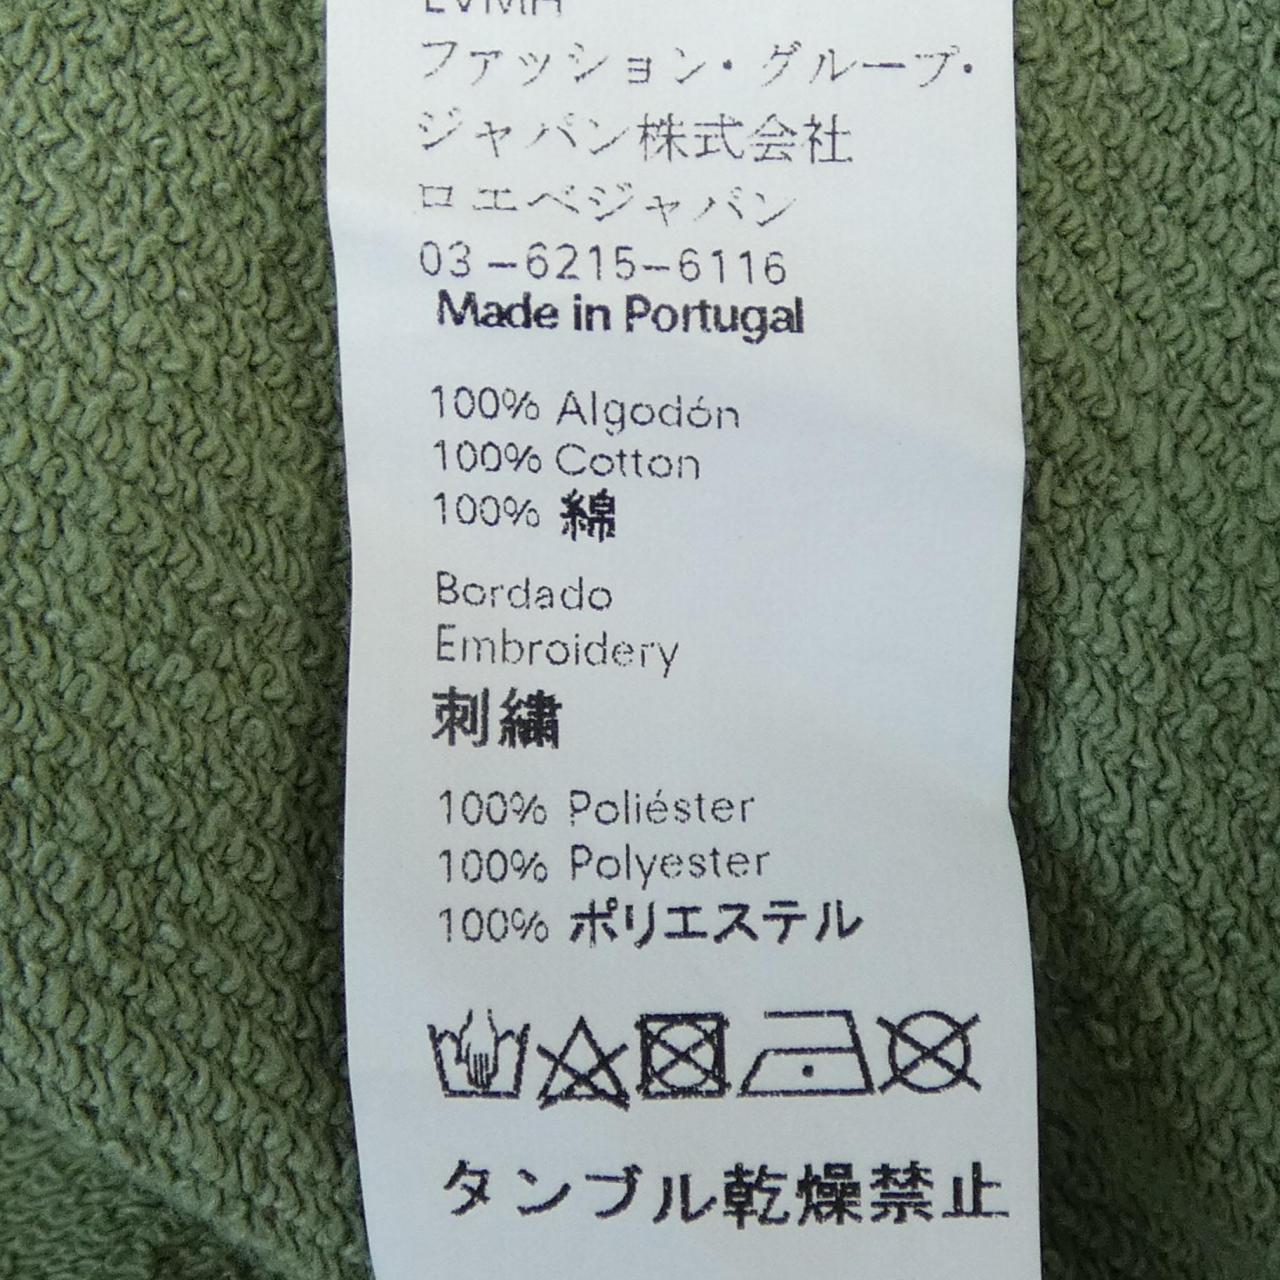 LVMH
ファッション・グループ・
ジャパン株式会社
ロエベジャパン
03-6215-6116
Made in Portugal
100% Algodón
100% Cotton
100% 綿
Bordado
Embroidery
刺繍
100% Poliéster
100% Polyester
100% ポリエステル
タンブル乾燥禁止